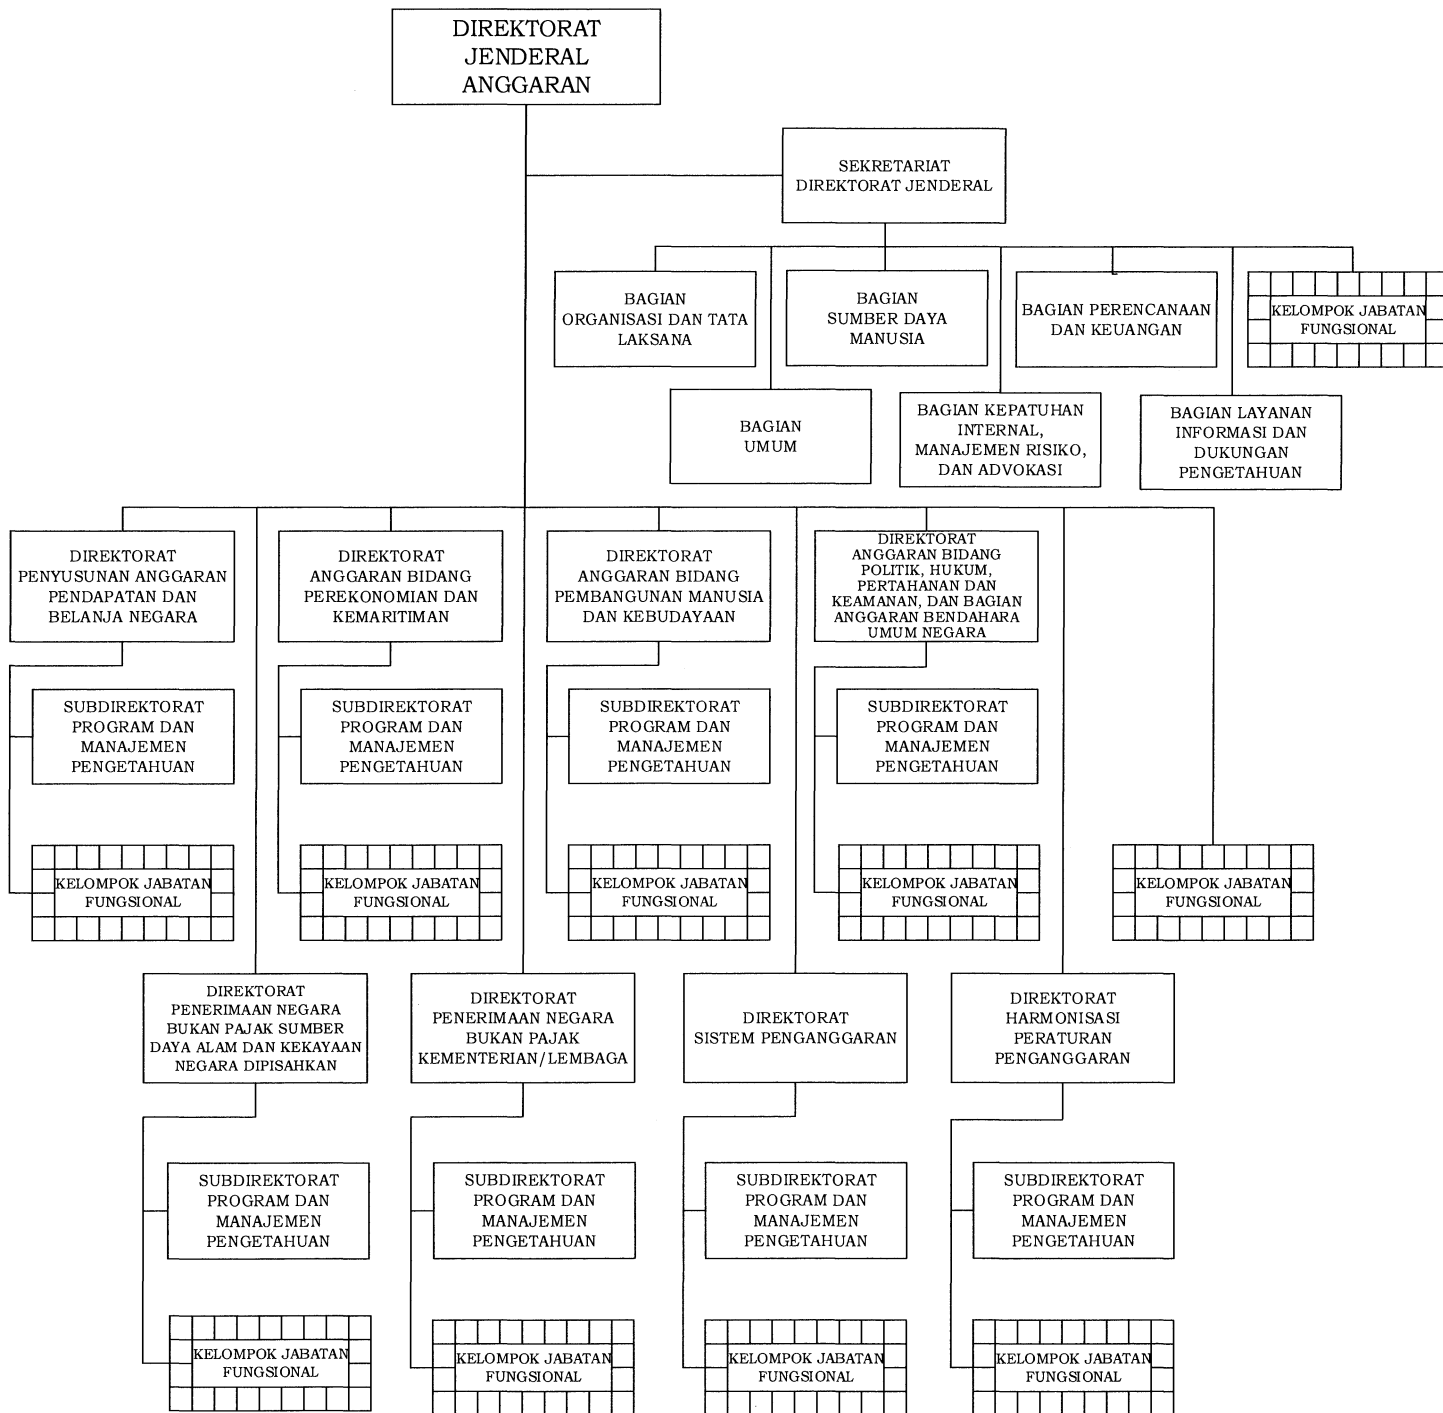 DIREKTORAT
JENDERAL
ANGGARAN
SEKRETARIAT
DIREKTORAT JENDERAL
BAGIAN
ORGANISASI DAN TATA
LAKSANA
BAGIAN
SUMBER DAYA
MANUSIA
BAGIAN PERENCANAAN
DAN KEUANGAN
KELOMPOK JABATAN
FUNGSIONAL
BAGIAN
UMUM
BAGIAN KEPATUHAN
INTERNAL,
MANAJEMEN RISIKO,
DAN ADVOKASI
BAGIAN LAYANAN
INFORMASI DAN
DUKUNGAN
PENGETAHUAN
DIREKTORAT
PENYUSUNAN ANGGARAN
PENDAPATAN DAN
BELANJA NEGARA
DIREKTORAT
ANGGARAN BIDANG
PEREKONOMIAN DAN
KEMARITIMAN
DIREKTORAT
ANGGARAN BIDANG
PEMBANGUNAN MANUSIA
DAN KEBUDAYAAN
DIREKTORAT
ANGGARAN BIDANG
POLITIK, HUKUM,
PERTAHANAN DAN
KEAMANAN, DAN BAGIAN
ANGGARAN BENDAHARA
UMUM NEGARA
SUBDIREKTORAT
PROGRAM DAN
MANAJEMEN
PENGETAHUAN
SUBDIREKTORAT
PROGRAM DAN
MANAJEMEN
PENGETAHUAN
SUBDIREKTORAT
PROGRAM DAN
MANAJEMEN
PENGETAHUAN
SUBDIREKTORAT
PROGRAM DAN
MANAJEMEN
PENGETAHUAN
KELOMPOK JABATAN
FUNGSIONAL
KELOMPOK JABATAN
FUNGSIONAL
KELOMPOK JABATAN
FUNGSIONAL
KELOMPOK JABATAN
FUNGSIONAL
KELOMPOK JABATAN
FUNGSIONAL
DIREKTORAT
PENERIMAAN NEGARA
BUKAN PAJAK SUMBER
DAYA ALAM DAN KEKAYAAN
NEGARA DIPISAHKAN
DIREKTORAT
PENERIMAAN NEGARA
BUKAN PAJAK
KEMENTERIAN/LEMBAGA
DIREKTORAT
SISTEM PENGANGGARAN
DIREKTORAT
HARMONISASI
PERATURAN
PENGANGGARAN
SUBDIREKTORAT
PROGRAM DAN
MANAJEMEN
PENGETAHUAN
SUBDIREKTORAT
PROGRAM DAN
MANAJEMEN
PENGETAHUAN
SUBDIREKTORAT
PROGRAM DAN
MANAJEMEN
PENGETAHUAN
SUBDIREKTORAT
PROGRAM DAN
MANAJEMEN
PENGETAHUAN
KELOMPOK JABATAN
FUNGSIONAL
KELOMPOK JABATAN
FUNGSIONAL
KELOMPOK JABATAN
FUNGSIONAL
KELOMPOK JABATAN
FUNGSIONAL